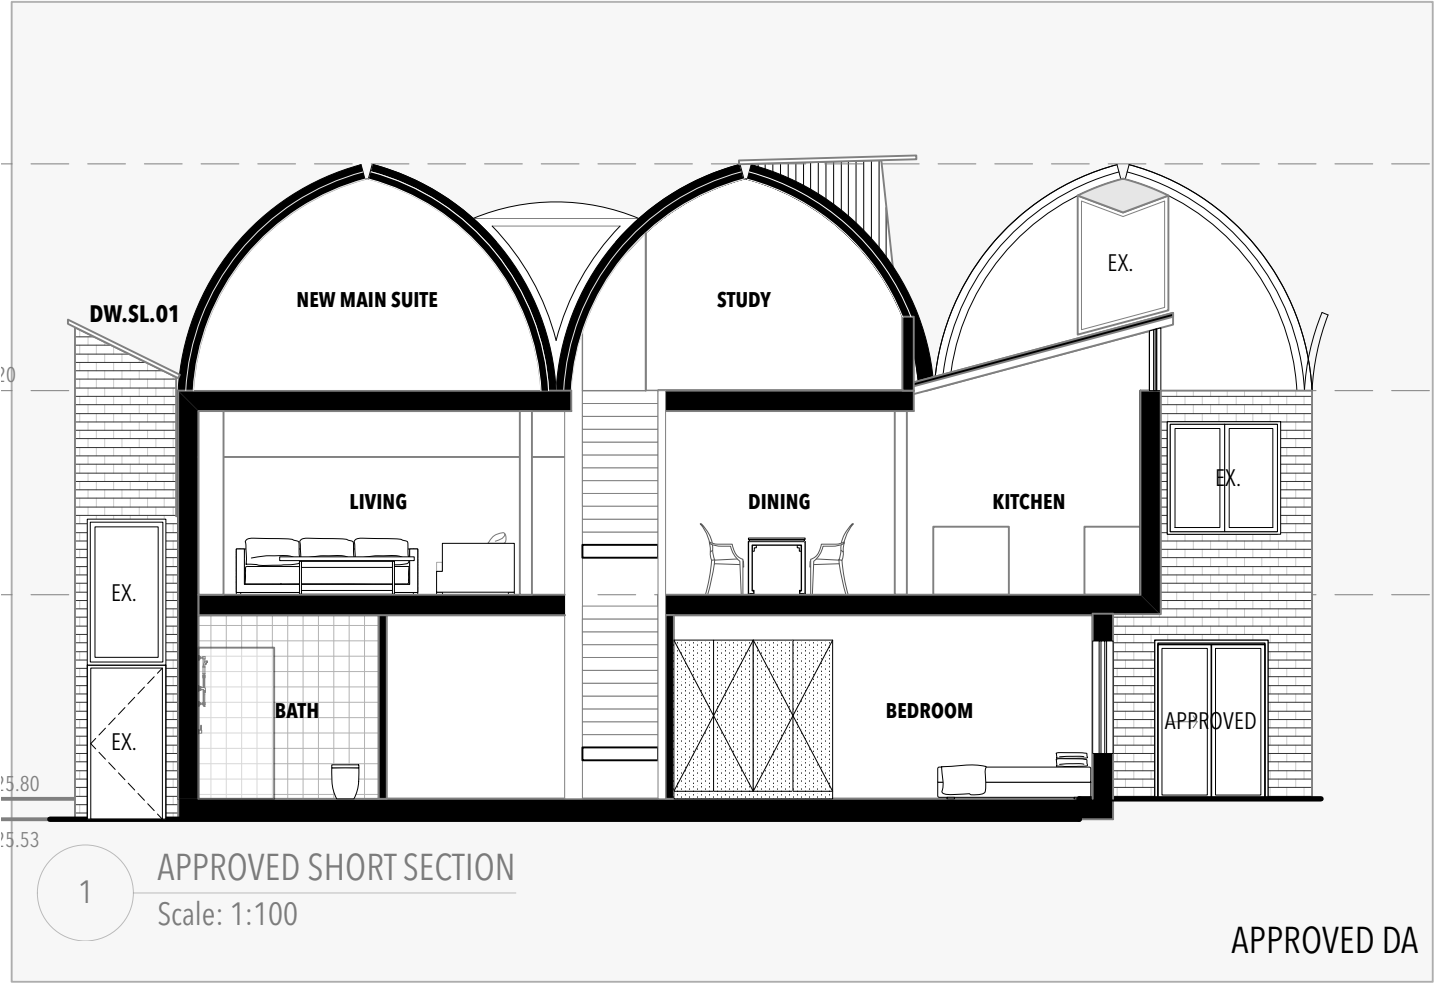 EX.
NEW MAIN SUITE
STUDY
DW.SL.01
20
EX.
LIVING
DINING
KITCHEN
EX.
BATH
BEDROOM
APPROVED
EX.
25.80
25.53
1
APPROVED SHORT SECTION
Scale: 1:100
APPROVED DA